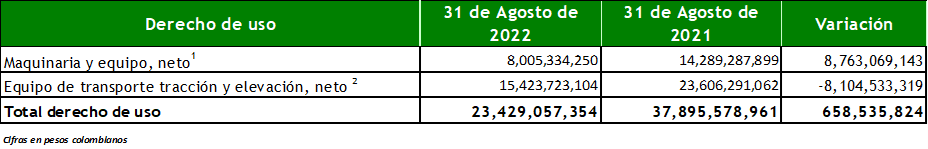 Derecho de uso 31 de Agosto de 2022 31 de Agosto de 2021 Variación
Maquinaria y equipo, neto1 8,005,334,250 14,289,287,899 8,763,069,143
Equipo de transporte tracción y elevación, neto 2 15,423,723,104 23,606,291,062 -8,104,533,319
Total derecho de uso 23,429,057,354 37,895,578,961 658,535,824
Cifras en pesos colombianos